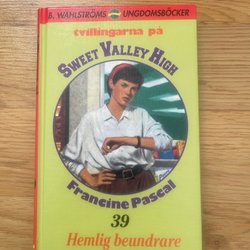 B. WAHLSTRÖMS UNGDOMSBÖCKER
tvillingarna på
SWEET VALLEY HIGH
Francine Pascal
39
Hemlig beundrare